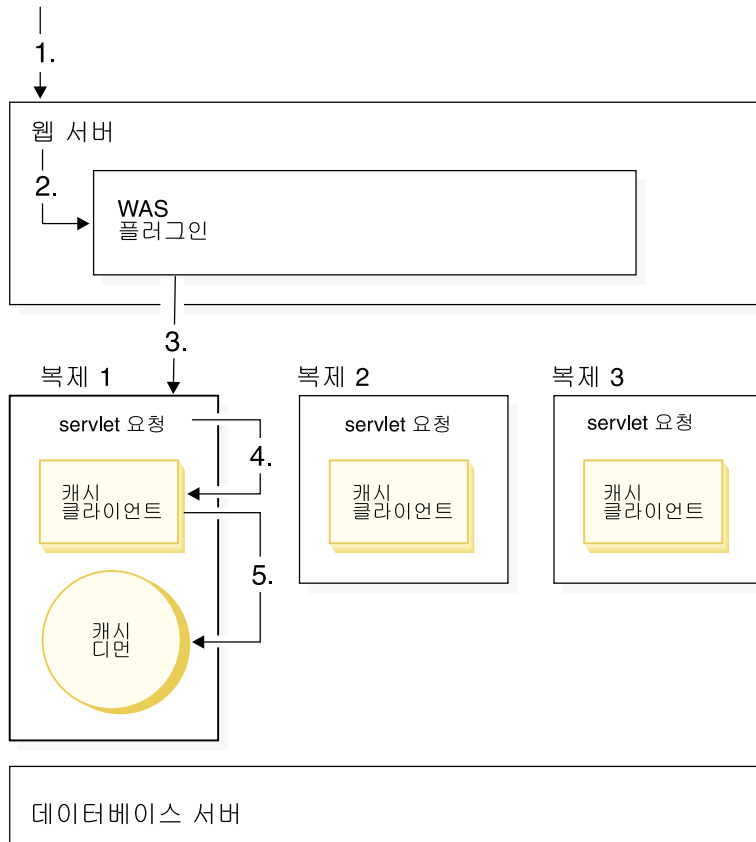 1.
웹 서버
2.
WAS
플러그인
3.
복제 1
복제 2
복제 3
servlet 요청
servlet 요청
servlet 요청
4.
캐시
클라이언트
캐시
클라이언트
캐시
클라이언트
5.
캐시
디먼
데이터베이스 서버